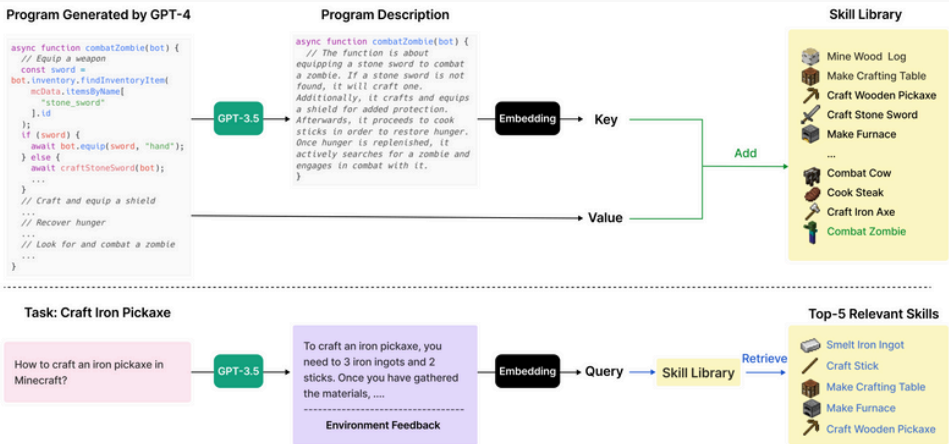 Program Generated by GPT-4
async function combatZombie(bot) {
// Equip a weapon
const sword =
bot.inventory.findInventoryItem(
mcData.itemsByName[
"stone_sword"
].id
);
if (sword) {
await bot.equip(sword, "hand");
} else {
await craftStoneSword(bot);
...
}
// Craft and equip a shield
...
// Recover hunger
...
// Look for and combat a zombie
...
}
GPT-3.5
Program Description
async function combatZombie(bot) {
// The function is about
equipping a stone sword to combat
a zombie. If a stone sword is not
found, it will craft one.
Additionally, it crafts and equips
a shield for added protection.
Afterwards, it proceeds to cook
sticks in order to restore hunger.
Once hunger is replenished, it
actively searches for a zombie and
engages in combat with it.
}
Embedding
Key
Value
Add
Skill Library
Mine Wood Log
Make Crafting Table
Craft Wooden Pickaxe
Craft Stone Sword
Make Furnace
...
Combat Cow
Cook Steak
Craft Iron Axe
Combat Zombie
Task: Craft Iron Pickaxe
How to craft an iron pickaxe in
Minecraft?
GPT-3.5
To craft an iron pickaxe, you
need to 3 iron ingots and 2
sticks. Once you have gathered
the materials, ....
Environment Feedback
Embedding
Query
Skill Library
Retrieve
Top-5 Relevant Skills
Smelt Iron Ingot
Craft Stick
Make Crafting Table
Make Furnace
Craft Wooden Pickaxe